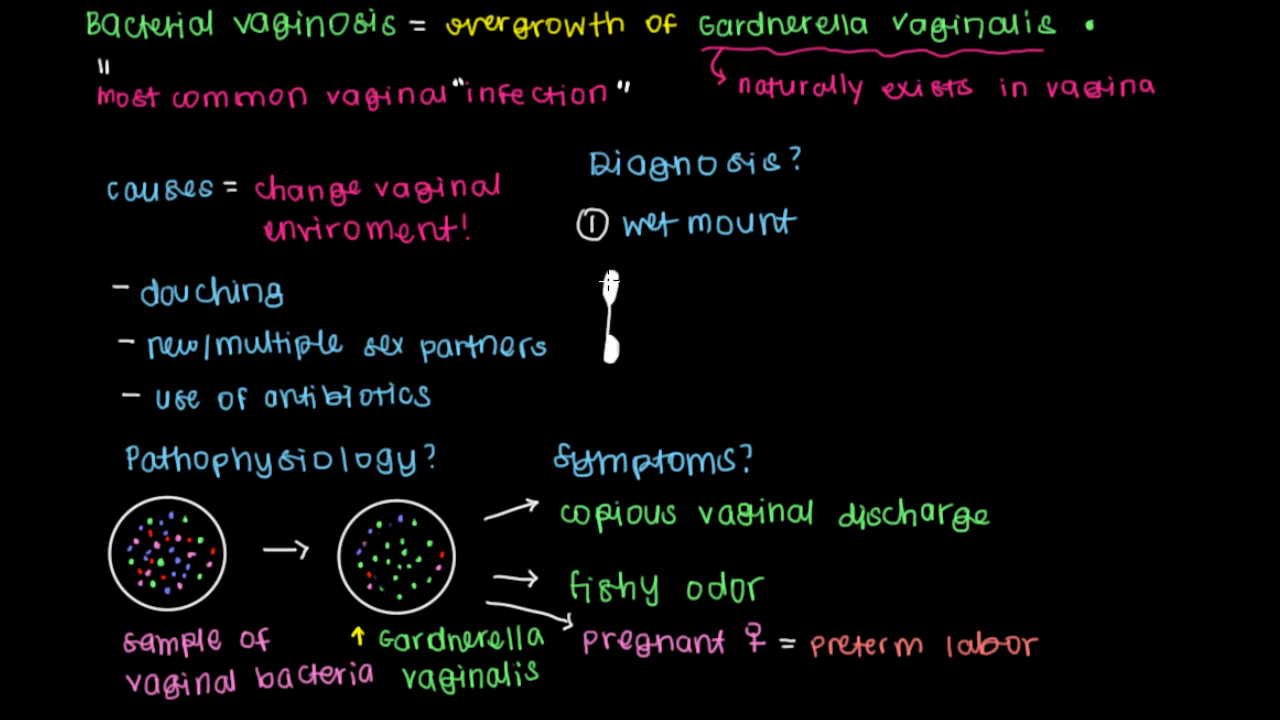 Bacterial vaginosis = overgrowth of Gardnerella vaginalis.
naturally exists in vagina
"
most common vaginal "infection"
causes = change vaginal
enviroment!
- douching
- new/multiple sex partners
- use of antibiotics
Diagnosis?
① wet mount
Pathophysiology?
sample of
vaginal bacteria
↑ Gardnerella
vaginalis
Symptoms?
copious vaginal discharge
fishy odor
pregnant ♀ = preterm labor